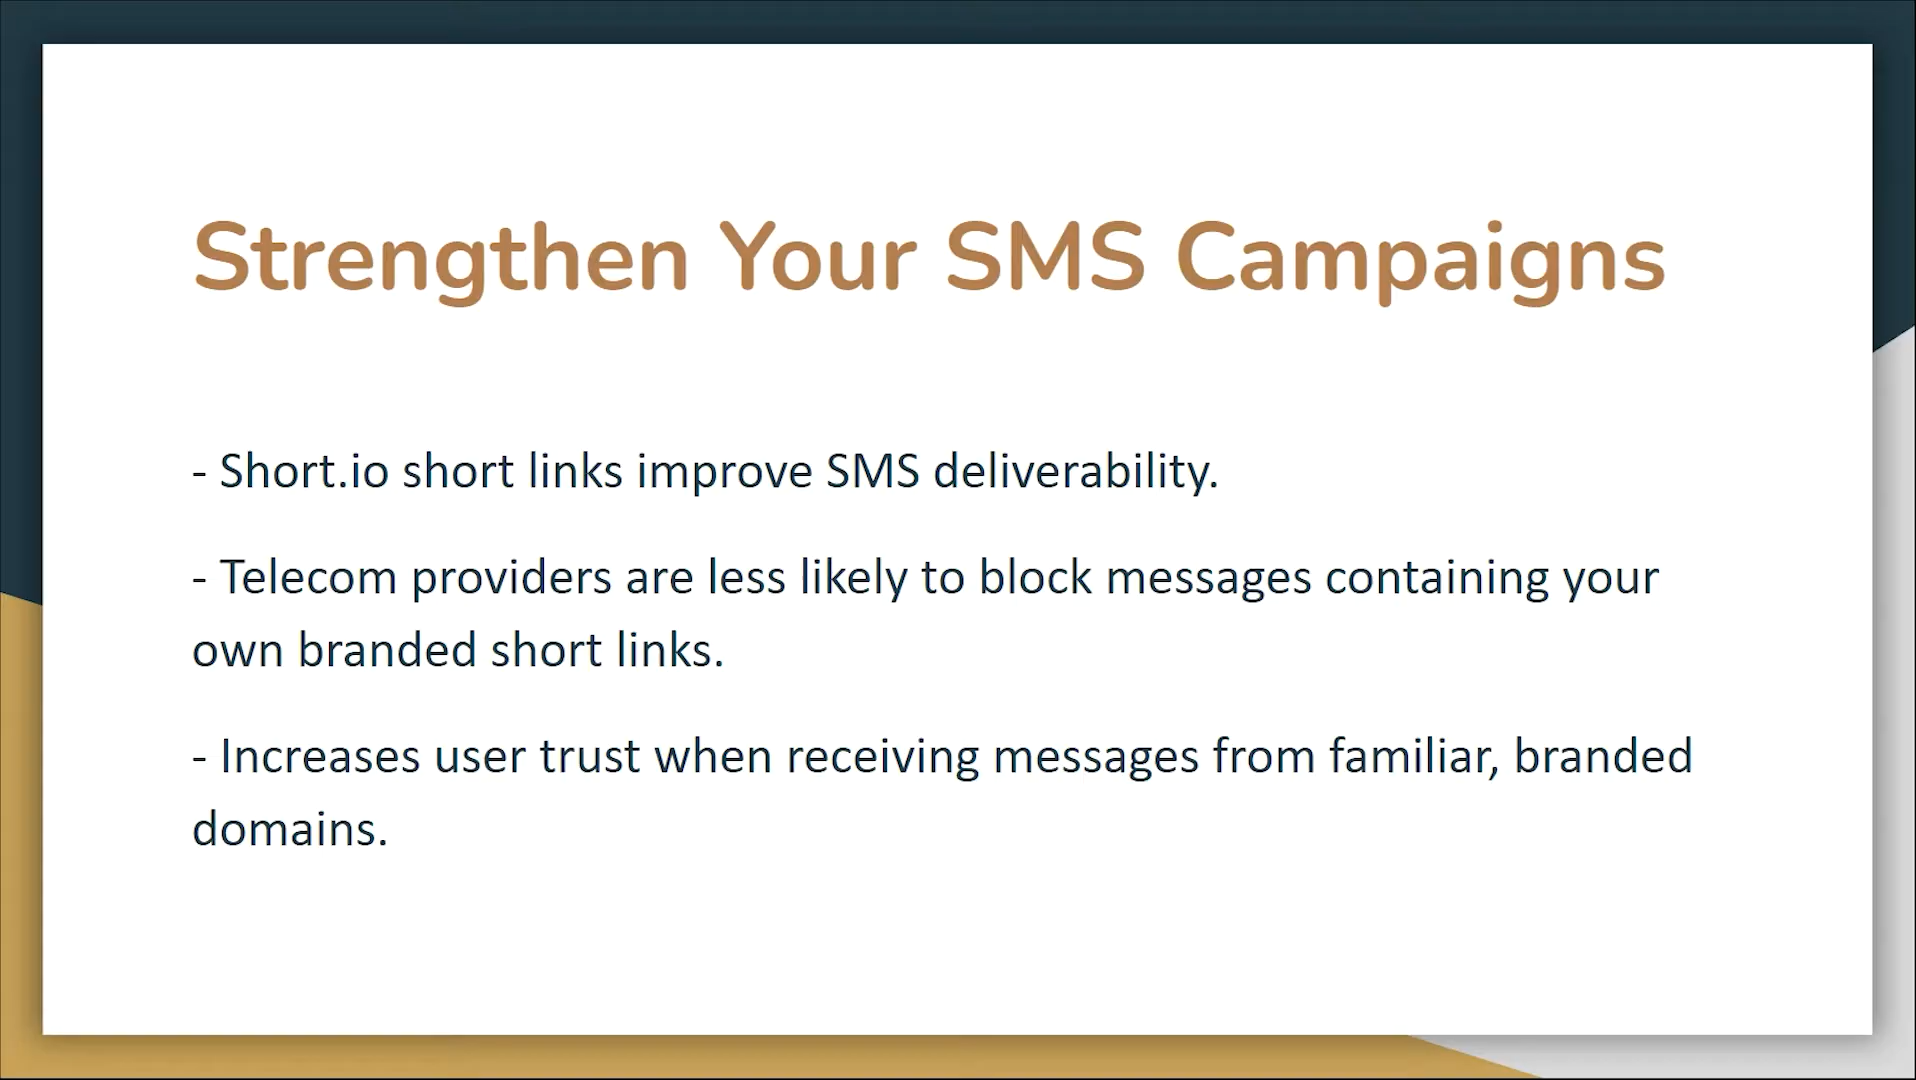 Strengthen Your SMS Campaigns
- Short.io short links improve SMS deliverability.
- Telecom providers are less likely to block messages containing your
own branded short links.
- Increases user trust when receiving messages from familiar, branded
domains.